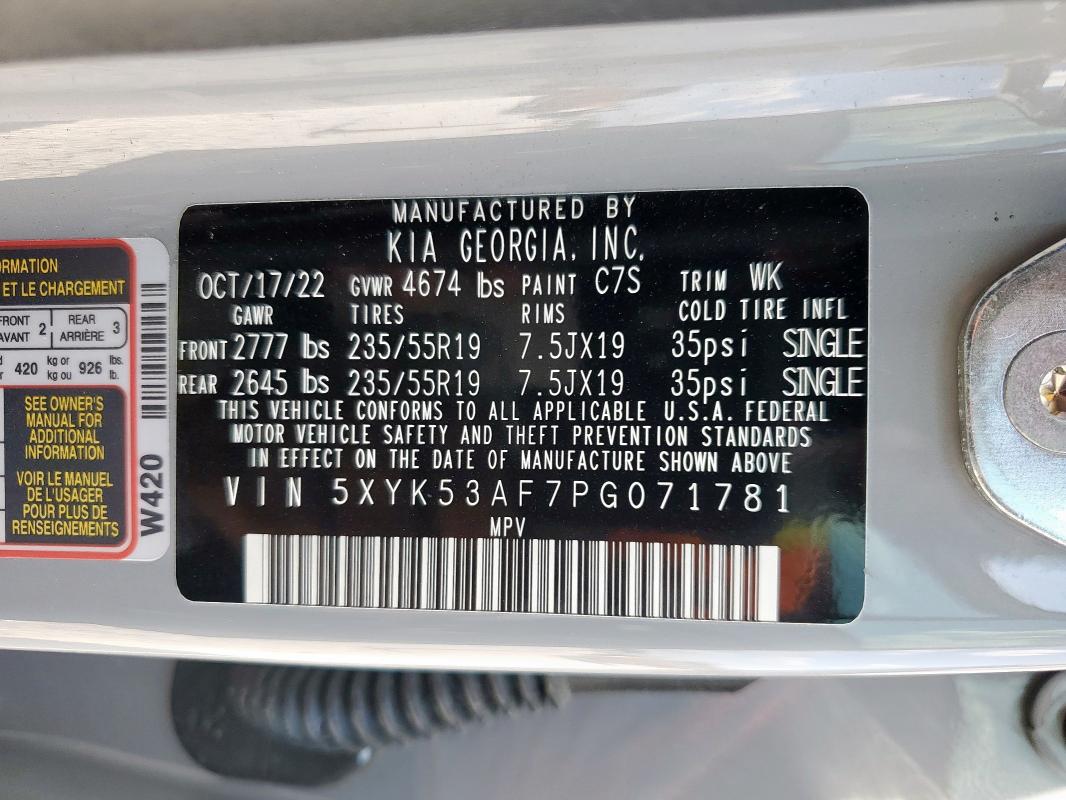 MANUFACTURED BY
KIA GEORGIA, INC.
OCT/17/22 GVWR 4674 lbs PAINT C7S TRIM WK
GAWR TIRES RIMS COLD TIRE INFL
FRONT 2777 lbs 235/55R19 7.5JX19 35psi SINGLE
REAR 2645 lbs 235/55R19 7.5JX19 35psi SINGLE
THIS VEHICLE CONFORMS TO ALL APPLICABLE U.S.A. FEDERAL
MOTOR VEHICLE SAFETY AND THEFT PREVENTION STANDARDS
IN EFFECT ON THE DATE OF MANUFACTURE SHOWN ABOVE
VIN 5XYK53AF7PG071781
MPV
ET LE CHARGEMENT
FRONT 2 REAR 3
ARRIÈRE
420 kg or 926 lbs.
kg ou lb.
SEE OWNER'S
MANUAL FOR
ADDITIONAL
INFORMATION
VOIR LE MANUEL
DE L'USAGER
POUR PLUS DE
RENSEIGNEMENTS
W420